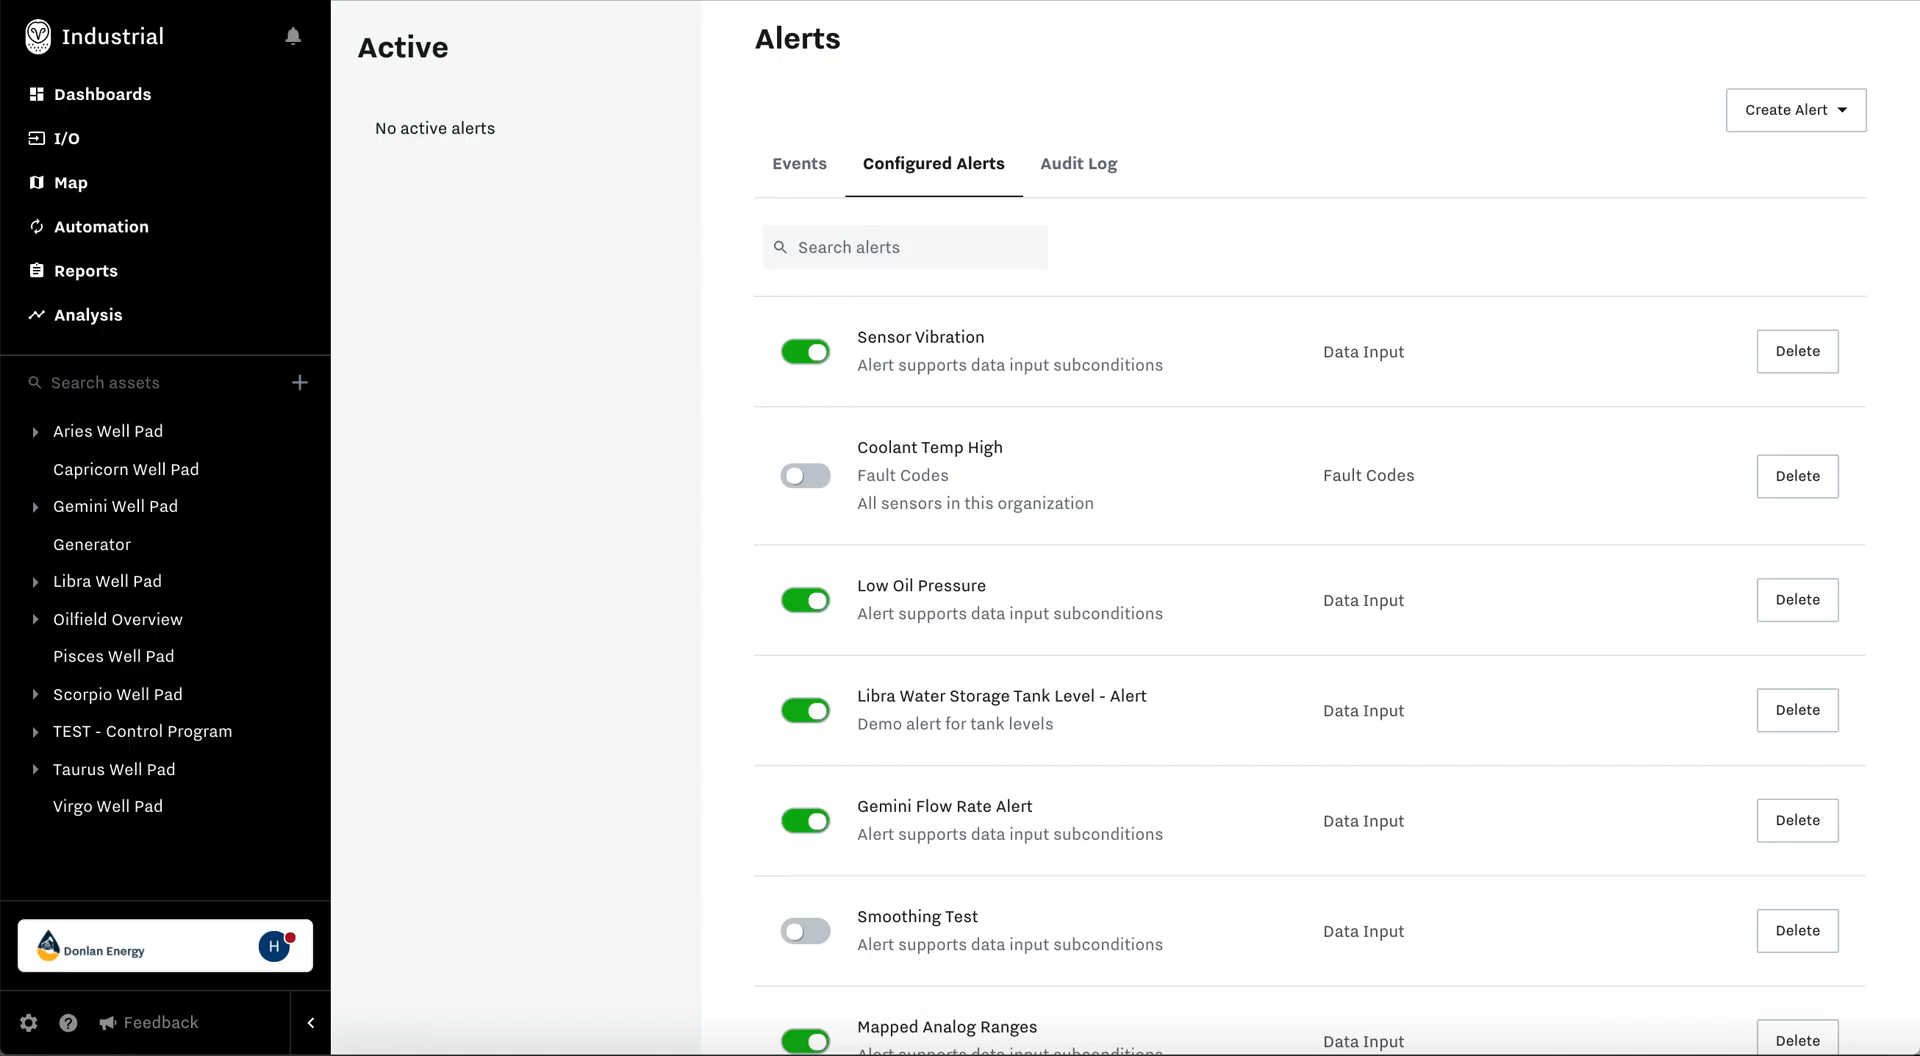 Industrial
Dashboards
I/O
Map
Automation
Reports
Analysis
Search assets
Aries Well Pad
Capricorn Well Pad
Gemini Well Pad
Generator
Libra Well Pad
Oilfield Overview
Pisces Well Pad
Scorpio Well Pad
TEST - Control Program
Taurus Well Pad
Virgo Well Pad
Donlan Energy
H
Feedback
Active
No active alerts
Alerts
Create Alert
Events Configured Alerts Audit Log
Search alerts
Sensor Vibration
Alert supports data input subconditions
Data Input
Delete
Coolant Temp High
Fault Codes
All sensors in this organization
Fault Codes
Delete
Low Oil Pressure
Alert supports data input subconditions
Data Input
Delete
Libra Water Storage Tank Level - Alert
Demo alert for tank levels
Data Input
Delete
Gemini Flow Rate Alert
Alert supports data input subconditions
Data Input
Delete
Smoothing Test
Alert supports data input subconditions
Data Input
Delete
Mapped Analog Ranges
Alert supports data input subconditions
Data Input
Delete